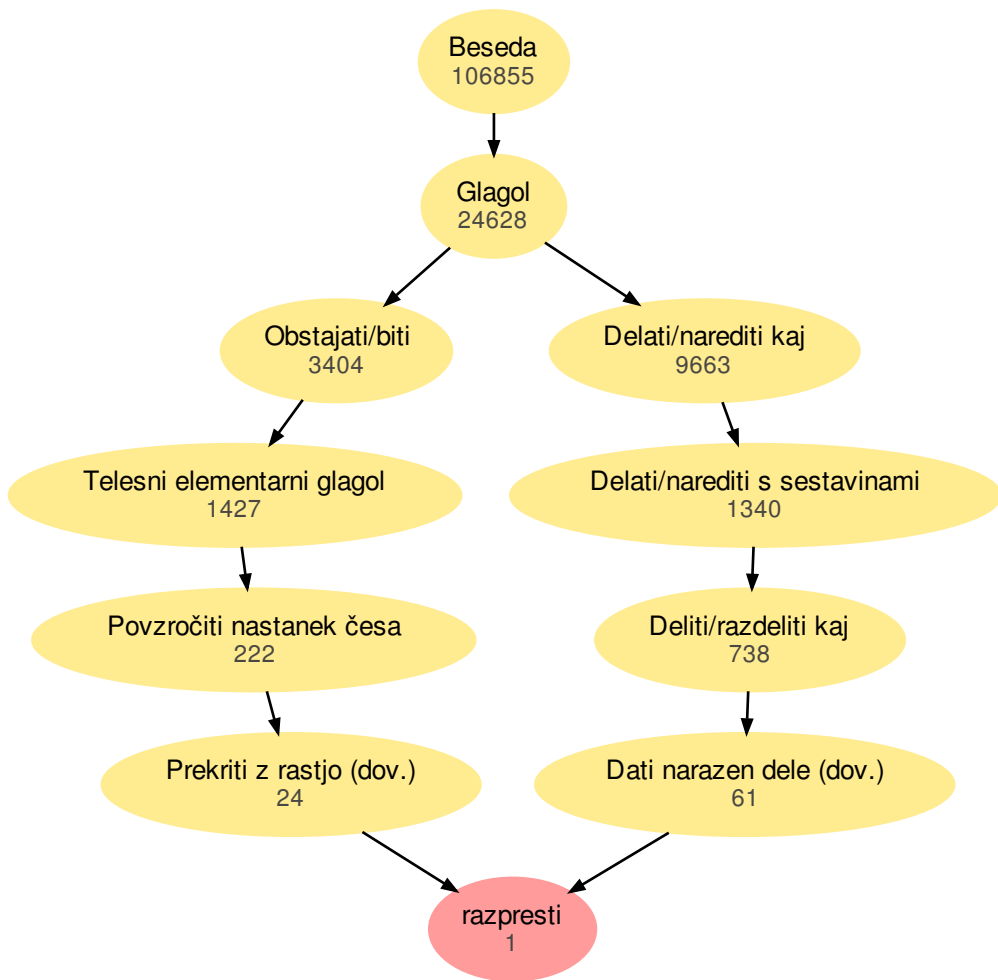 Beseda
106855
Glagol
24628
Obstajati/biti
3404
Delati/narediti kaj
9663
Telesni elementarni glagol
1427
Delati/narediti s sestavinami
1340
Povzročiti nastanek česa
222
Deliti/razdeliti kaj
738
Prekriti z rastjo (dov.)
24
Dati narazen dele (dov.)
61
razpresti
1